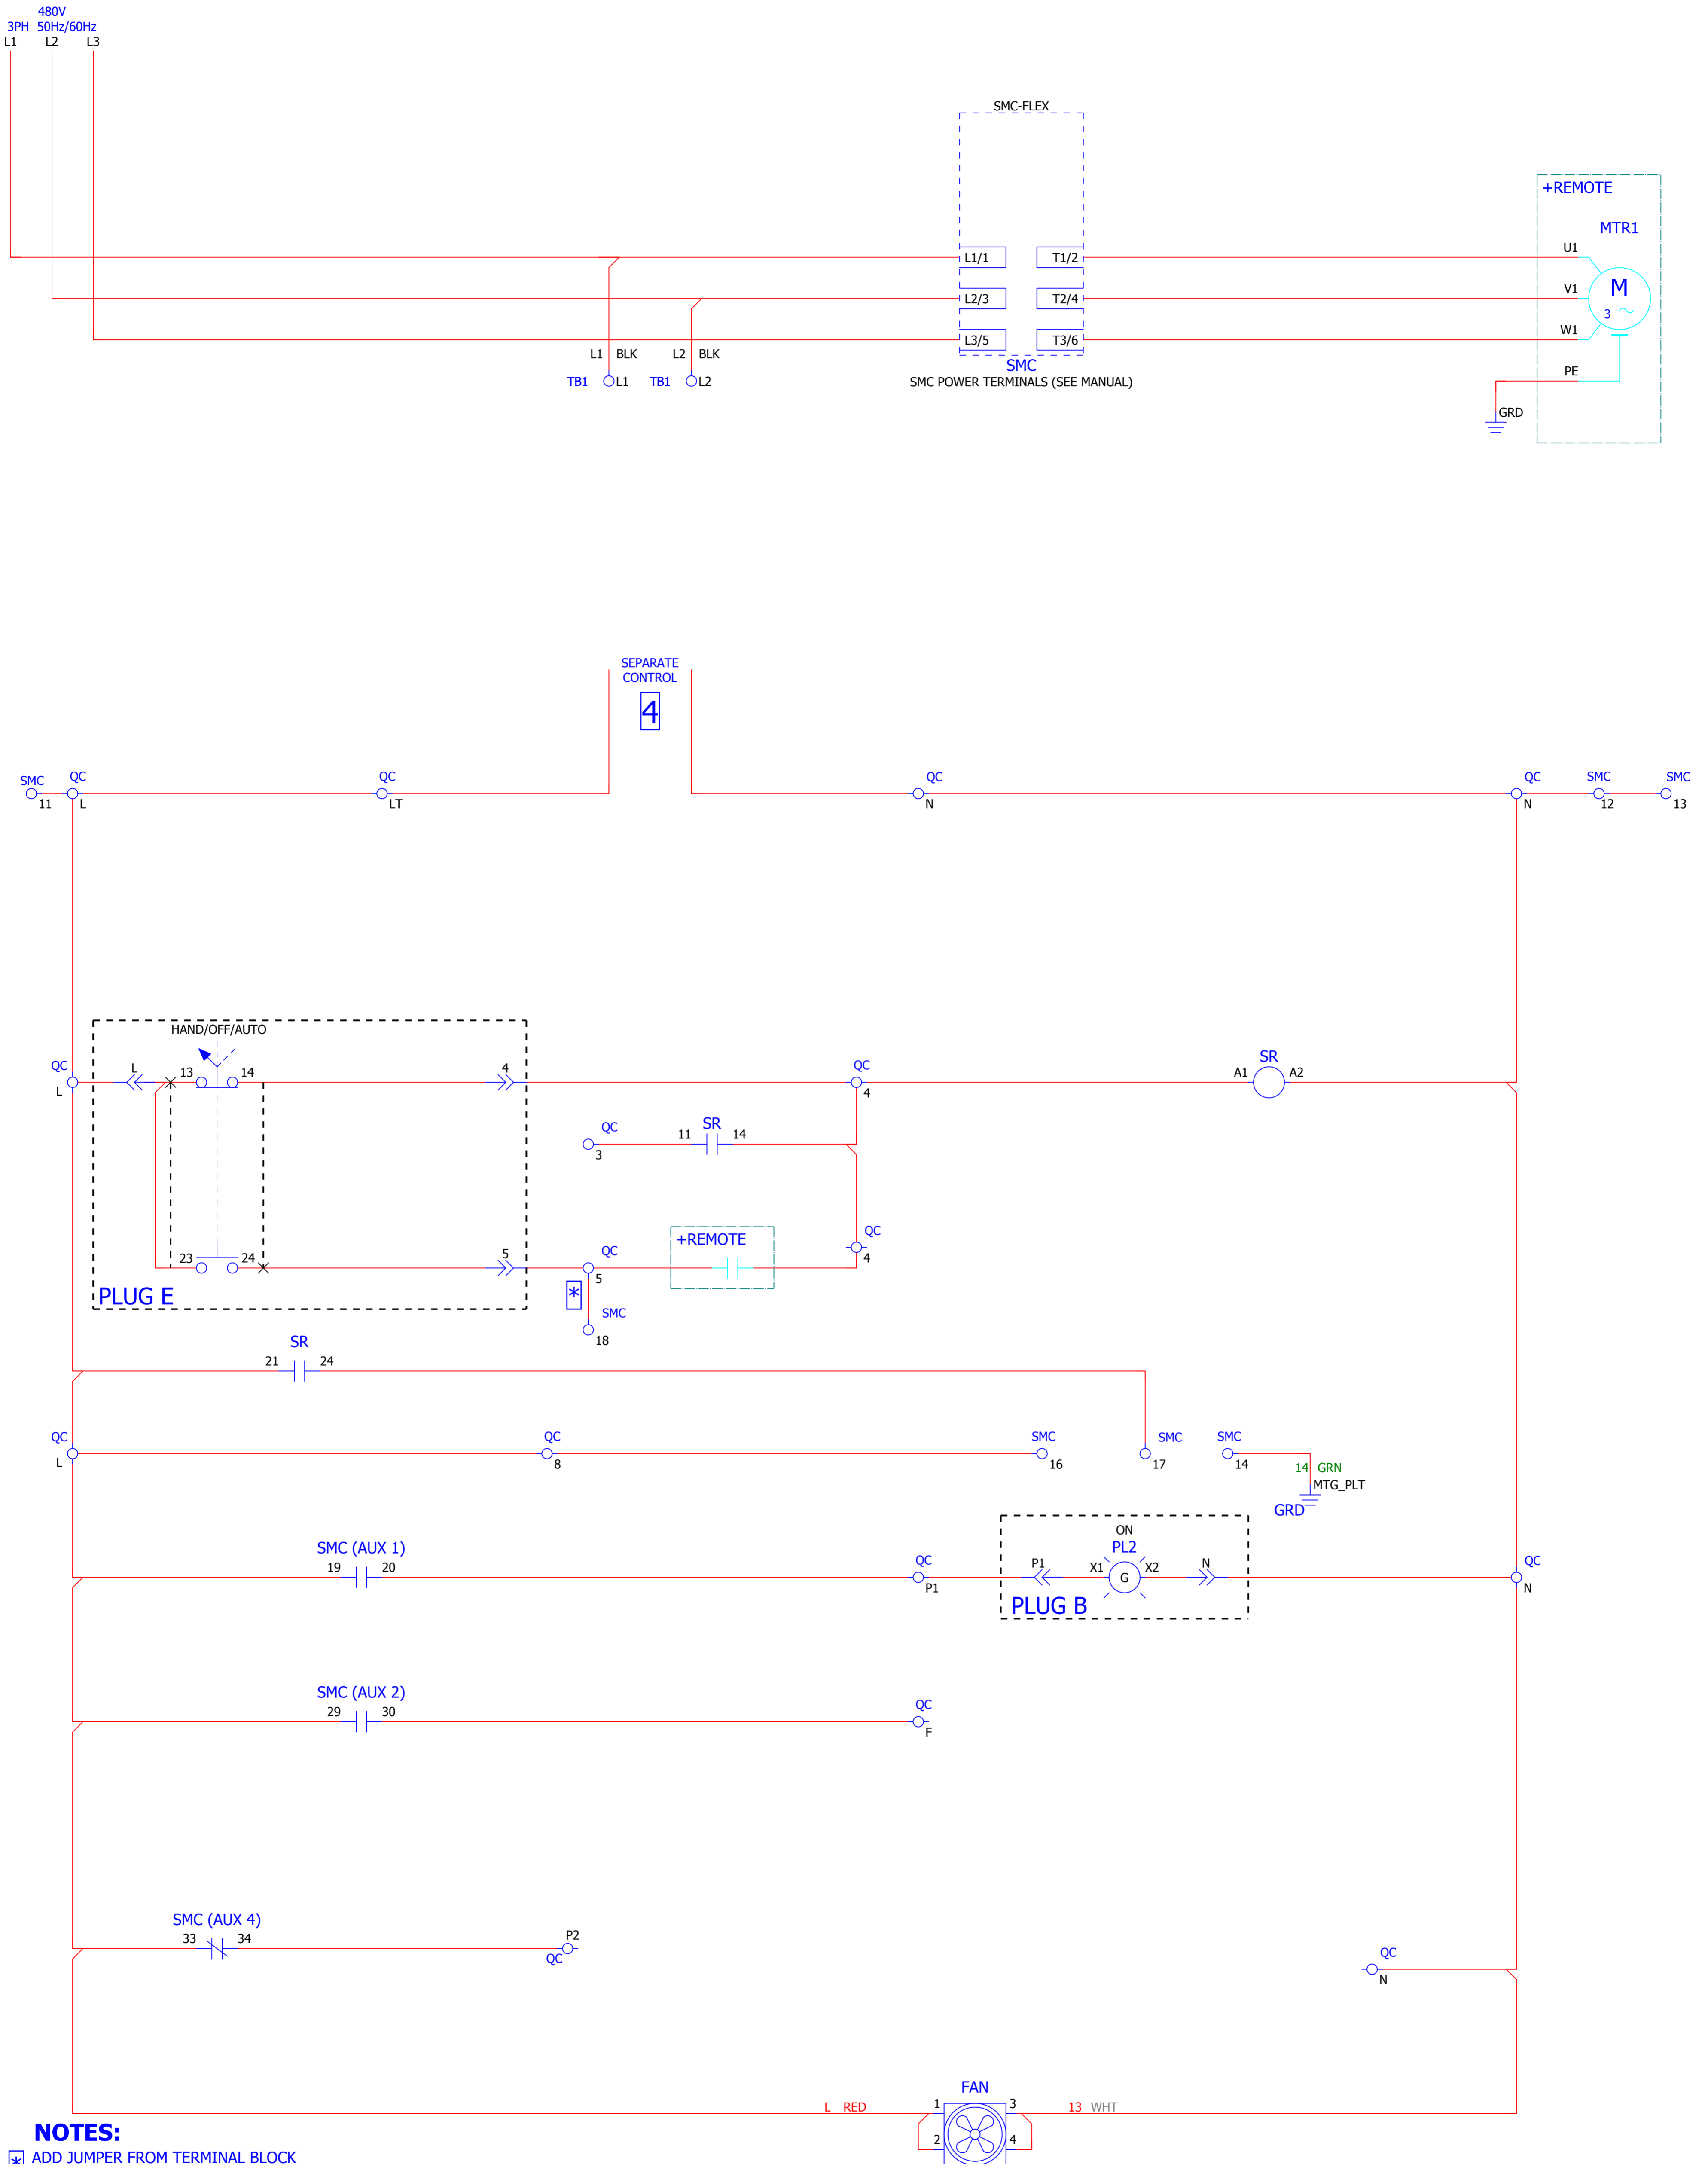 480V
3PH 50Hz/60Hz
L1 L2 L3
SMC-FLEX
+REMOTE
MTR1
L1/1 T1/2 U1
L2/3 T2/4 V1 M
3
L3/5 T3/6 W1
L1 BLK L2 BLK
SMC
TB1 L1 TB1 L2
SMC POWER TERMINALS (SEE MANUAL)
PE
GRD
SEPARATE
CONTROL
4
SMC QC QC QC QC SMC SMC
11 L LT N N 12 13
HAND/OFF/AUTO
QC L 13 14 4 QC SR
L 4 A1 A2
QC 11 SR 14
3
+REMOTE QC
4
23 24 5 QC
5
PLUG E
*
SMC
18
SR
21 24
QC QC SMC SMC SMC
L 8 16 17 14
14 GRN
MTG_PLT
GRD
ON
SMC (AUX 1) PL2
19 20 QC P1 X1 G X2 N QC
P1 N
PLUG B
SMC (AUX 2)
29 30 QC
F
SMC (AUX 4)
33 34 P2
QC
QC
N
FAN
L RED 1 3 13 WHT
2 4
NOTES:
* ADD JUMPER FROM TERMINAL BLOCK